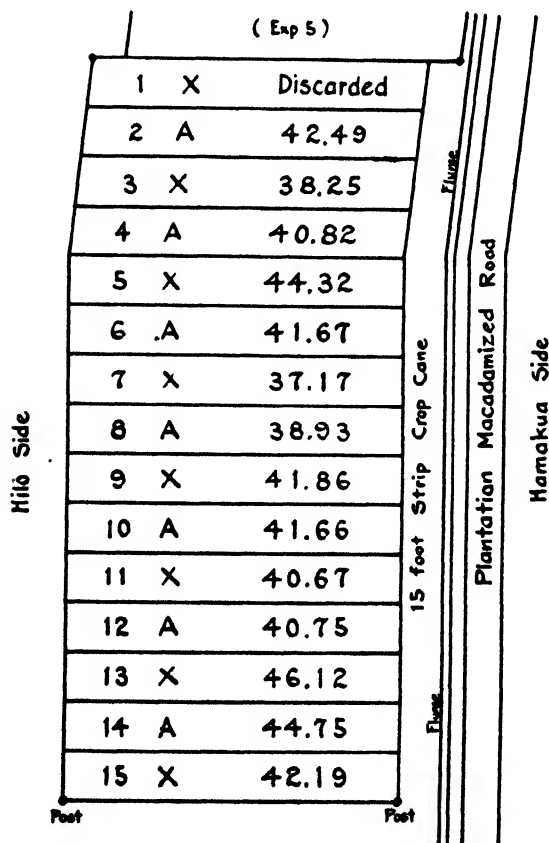 ( Exp 5 )
1 X Discarded
2 A 42.49
3 X 38.25
4 A 40.82
5 X 44.32
6 .A 41.67
7 X 37.17
8 A 38.93
9 X 41.86
10 A 41.66
11 X 40.67
12 A 40.75
13 X 46.12
14 A 44.75
15 X 42.19
Post Post
Hilo Side
15 foot Strip Crop Cane
Flume
Flume
Plantation Macadamized Road
Hamakua Side